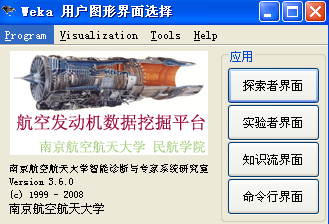 Weka 用户图形界面选择
Program Visualization Tools Help
航空发动机数据挖掘平台
南京航空航天大学 民航学院
南京航空航天大学智能诊断与专家系统研究室
Version 3.6.0
(c) 1999 - 2008
南京航空航天大学
应用
探索者界面
实验者界面
知识流界面
命令行界面